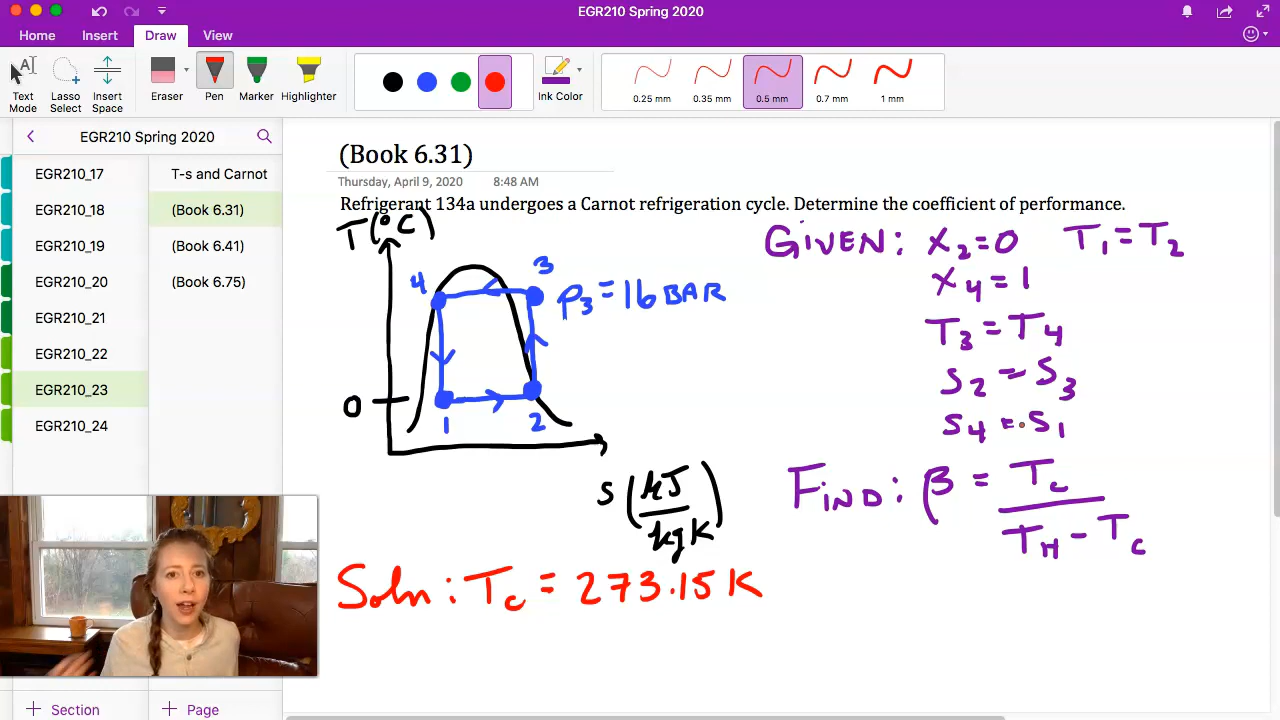 EGR210 Spring 2020
Home Insert Draw View
Text Mode
Lasso Select
Insert Space
Eraser
Pen
Marker
Highlighter
Ink Color
0.25 mm
0.35 mm
0.5 mm
0.7 mm
1 mm
EGR210 Spring 2020
EGR210_17
EGR210_18
EGR210_19
EGR210_20
EGR210_21
EGR210_22
EGR210_23
EGR210_24
T-s and Carnot
(Book 6.31)
(Book 6.41)
(Book 6.75)
+ Section
+ Page
(Book 6.31)
Thursday, April 9, 2020 8:48 AM
Refrigerant 134a undergoes a Carnot refrigeration cycle. Determine the coefficient of performance.
T(°C)
4
3
P₃ = 16 BAR
0
1
2
s (kJ/kgK)
GIVEN: x₂=0 T₁=T₂
x₄=1
T₃=T₄
s₂=s₃
s₄=s₁
FIND: β = T_c / T_H - T_c
Soln: T_c = 273.15 K